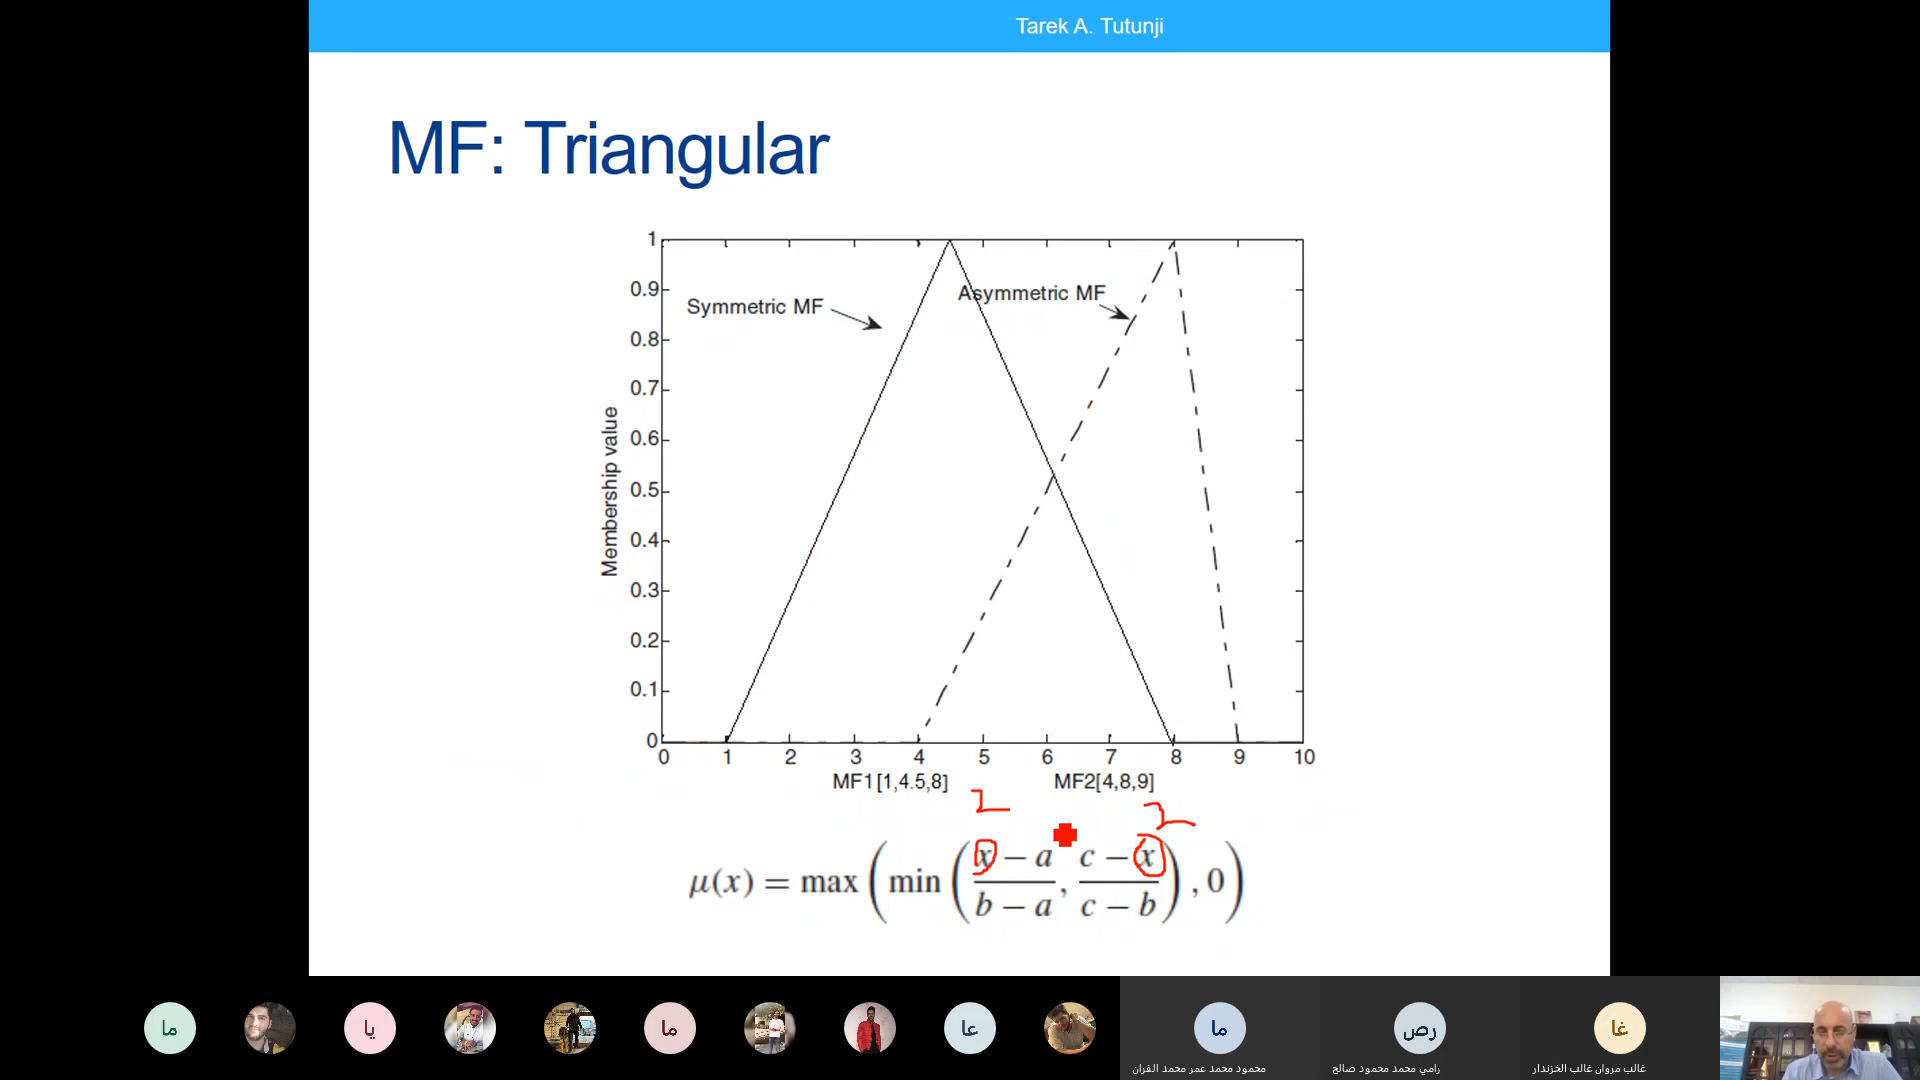 Tarek A. Tutunji
MF: Triangular
1
0.9
0.8
0.7
0.6
0.5
0.4
0.3
0.2
0.1
0
Membership value
Symmetric MF
Asymmetric MF
0 1 2 3 4 5 6 7 8 9 10
MF1[1,4.5,8] MF2[4,8,9]
2 2
μ(x) = max(min((x − a)/(b − a), (c − x)/(c − b)), 0)
ما يا ما عا ما رص غا
محمود محمد عمر محمد الفران
رامي محمد محمود صالح
غالب مروان غالب الخزندار